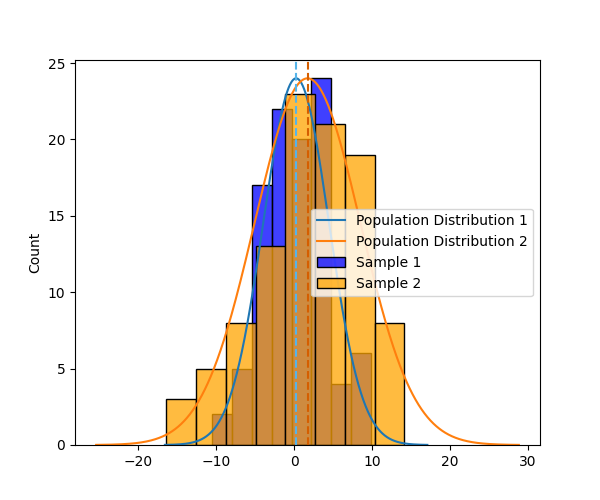 25
20
15
10
5
0
Count
Population Distribution 1
Population Distribution 2
Sample 1
Sample 2
−20 −10 0 10 20 30